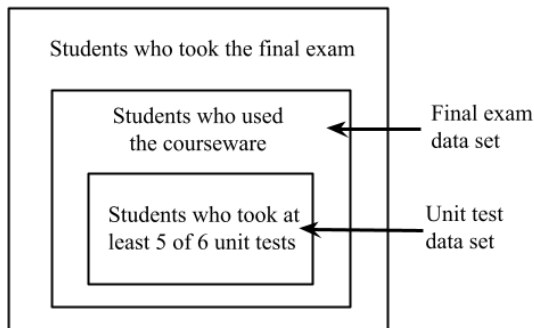 Students who took the final exam
Students who used
the courseware
Final exam
data set
Students who took at
least 5 of 6 unit tests
Unit test
data set